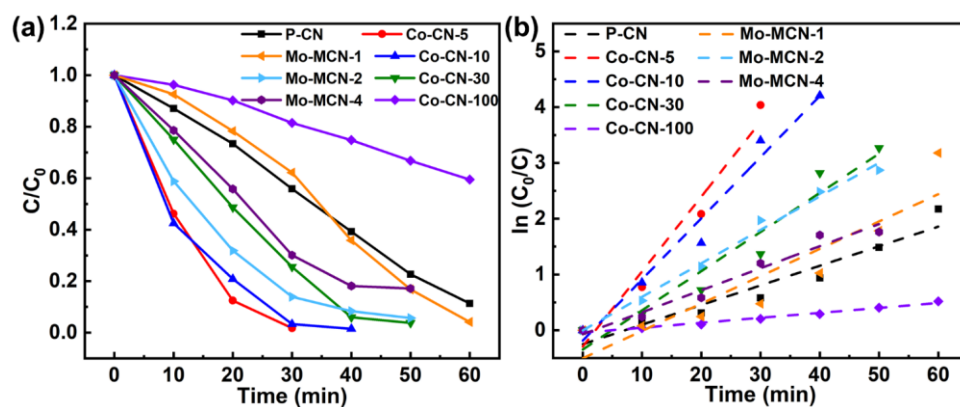 (a)
P-CN Co-CN-5
Mo-MCN-1 Co-CN-10
Mo-MCN-2 Co-CN-30
Mo-MCN-4 Co-CN-100
C/C0
1.2
1.0
0.8
0.6
0.4
0.2
0.0
0 10 20 30 40 50 60
Time (min)
(b)
P-CN Mo-MCN-1
Co-CN-5 Mo-MCN-2
Co-CN-10 Mo-MCN-4
Co-CN-30
Co-CN-100
ln (C0/C)
5
4
3
2
1
0
0 10 20 30 40 50 60
Time (min)